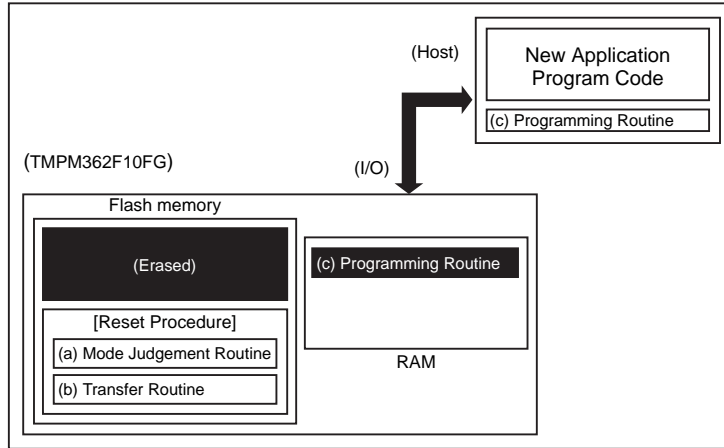 (Host)
New Application
Program Code
(c) Programming Routine
(TMPM362F10FG)
(I/O)
Flash memory
(Erased)
(c) Programming Routine
[Reset Procedure]
(a) Mode Judgement Routine
(b) Transfer Routine
RAM